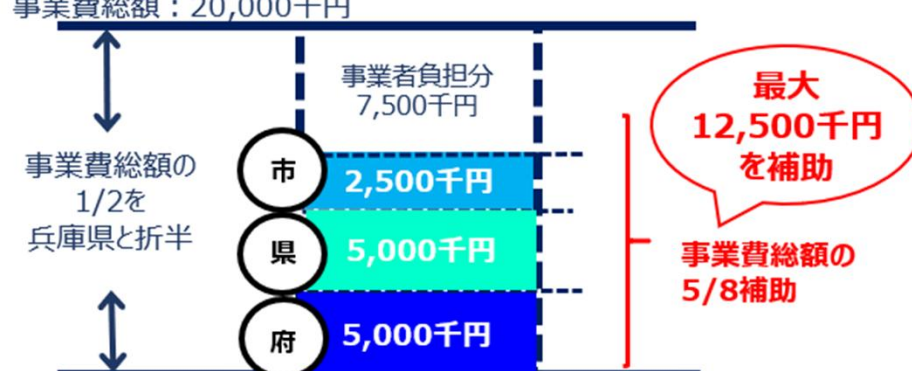 事業費総額：20,000千円
事業者負担分
7,500千円
最大
12,500千円
を補助
事業費総額の
1/2を
兵庫県と折半
市
2,500千円
県
5,000千円
事業費総額の
5/8補助
府
5,000千円